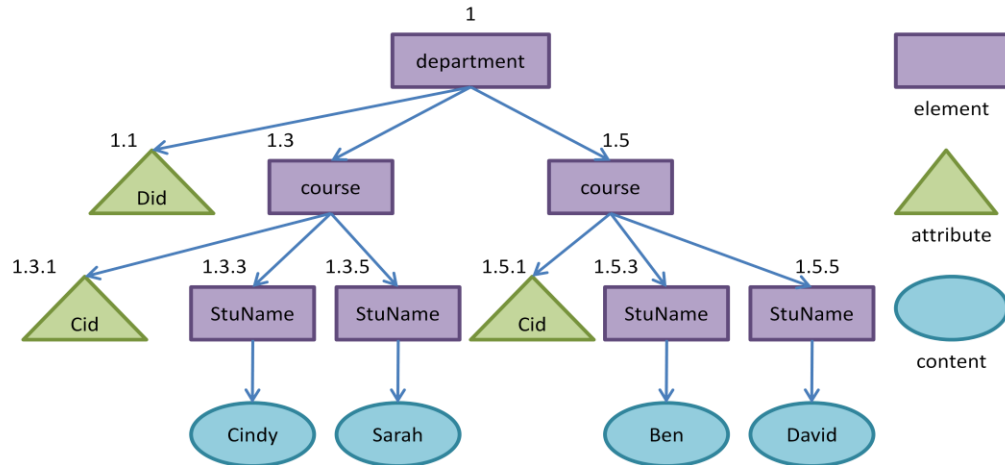 1
department
element
1.1
1.3
1.5
Did
course
course
attribute
1.3.1
1.3.3
1.3.5
1.5.1
1.5.3
1.5.5
Cid
StuName
StuName
Cid
StuName
StuName
content
Cindy
Sarah
Ben
David